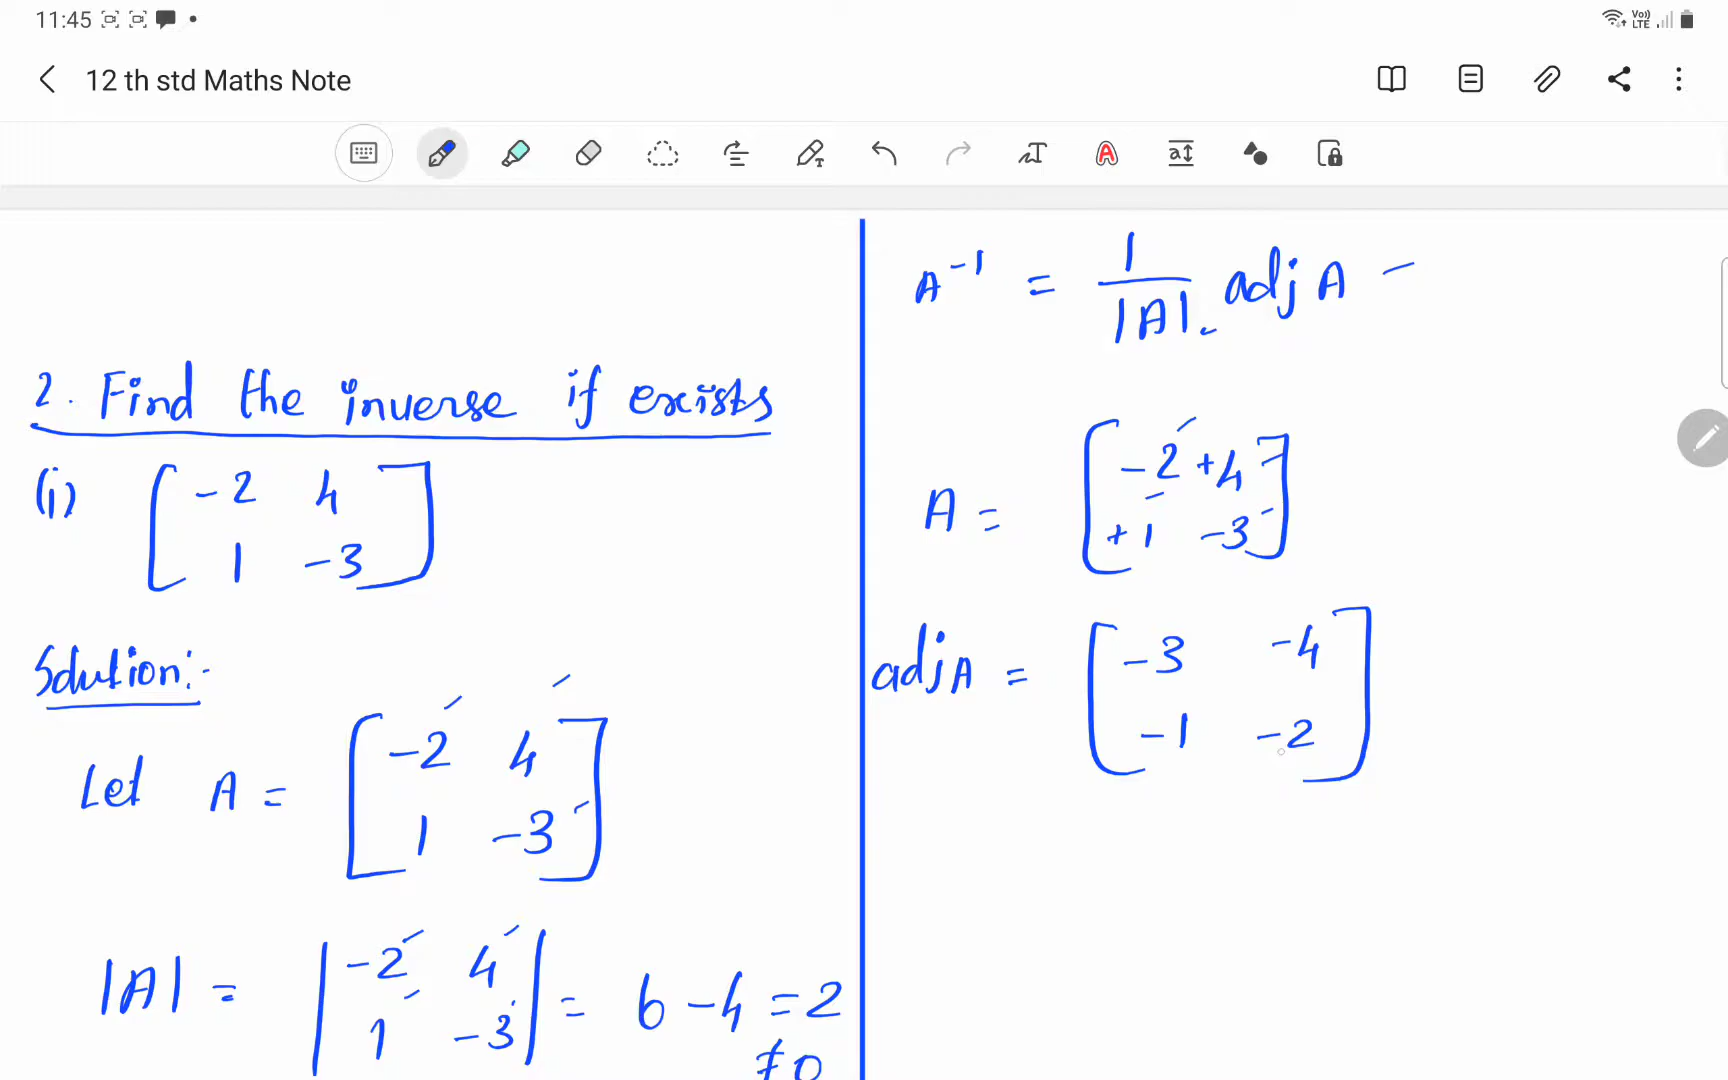 11:45
VoLTE
12 th std Maths Note
2. Find the inverse if exists
(i) [ -2 4
1 -3 ]
Solution:-
Let A = [ -2 4
1 -3 ]
|A| = | -2 4
1 -3 | = 6 - 4 = 2
≠ 0
A⁻¹ = 1/|A| . adj A -
A = [ -2 +4
+1 -3 ]
adj A = [ -3 -4
-1 -2 ]